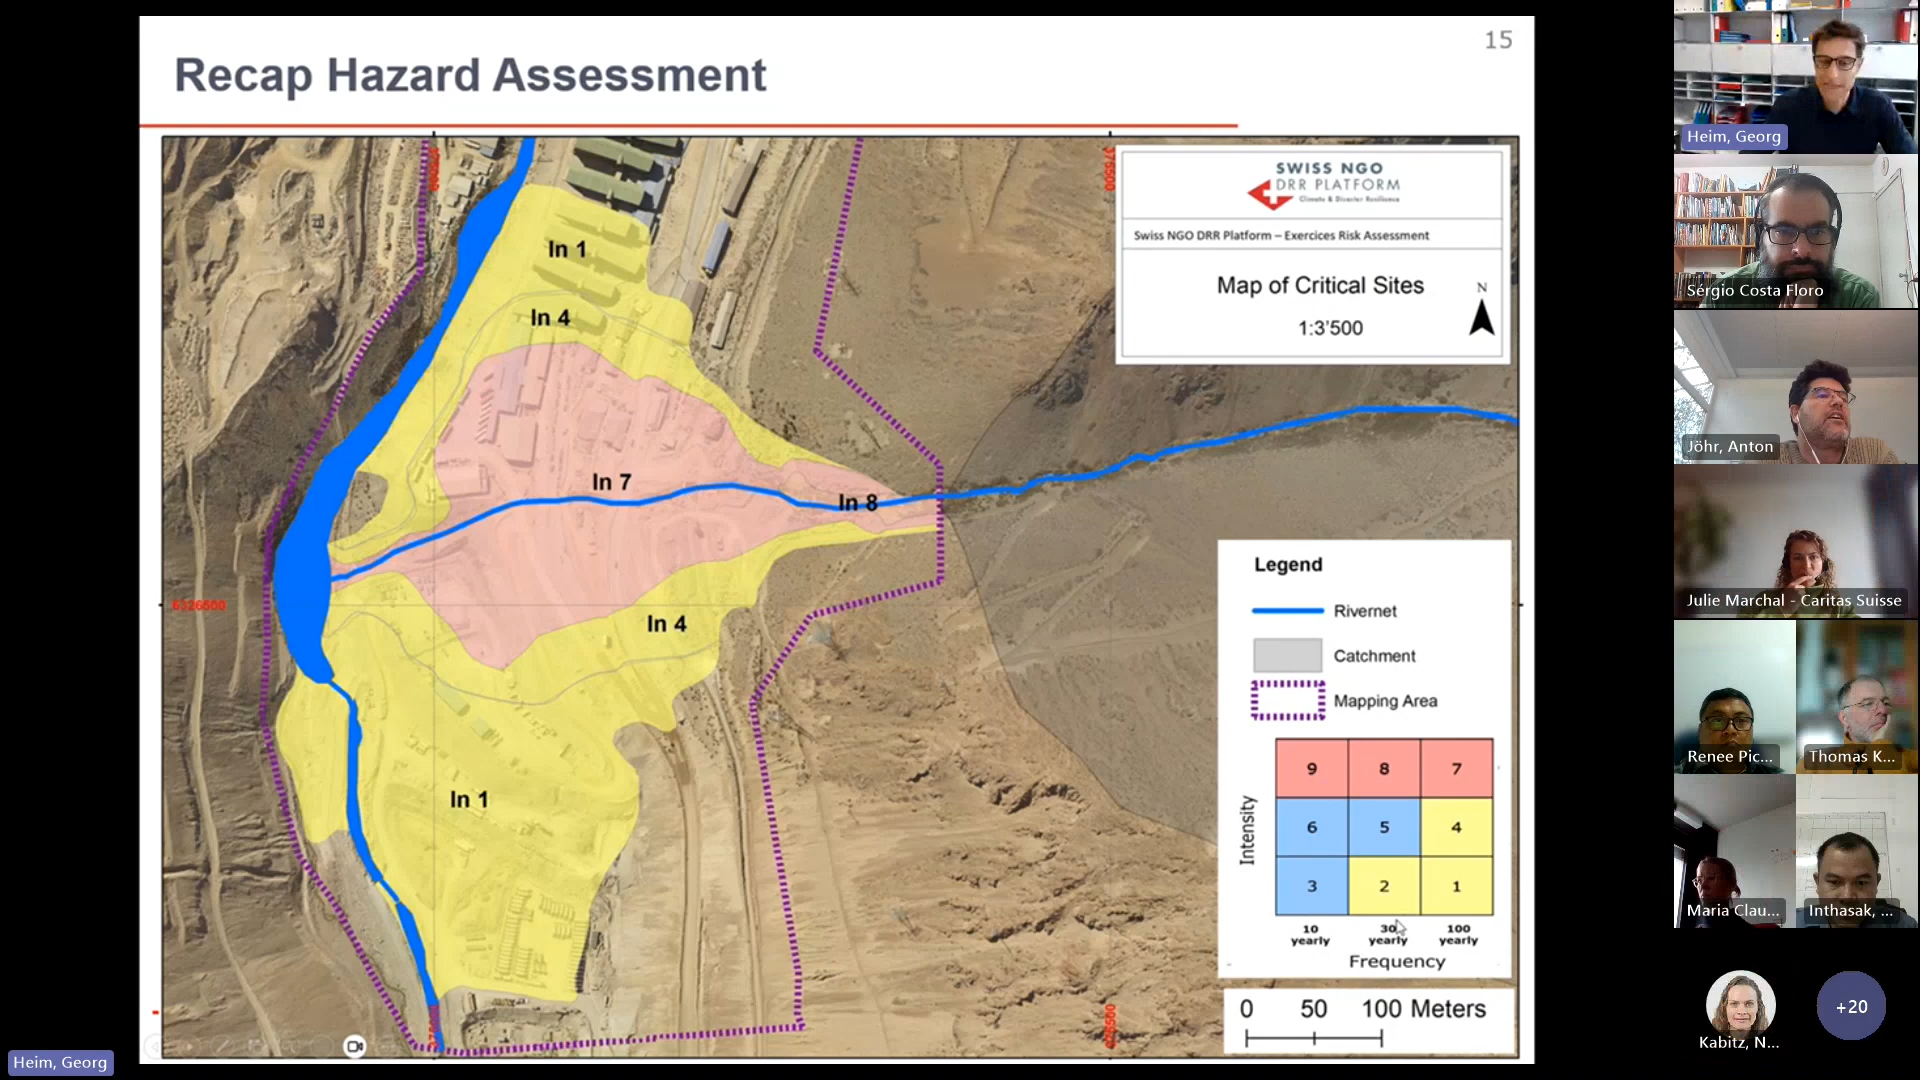 15
Recap Hazard Assessment
SWISS NGO
DRR PLATFORM
Climate & Disaster Resilience
Swiss NGO DRR Platform – Exercices Risk Assessment
Map of Critical Sites
N
1:3'500
In 1
In 4
In 7
In 8
In 4
In 1
6326500
Legend
Rivernet
Catchment
Mapping Area
Intensity
9 8 7
6 5 4
3 2 1
10 yearly
30 yearly
100 yearly
Frequency
0 50 100 Meters
Heim, Georg
Sérgio Costa Floro
Jöhr, Anton
Julie Marchal - Caritas Suisse
Renee Pic...
Thomas K...
Maria Clau...
Inthasak, ...
Kabitz, N...
+20
Heim, Georg